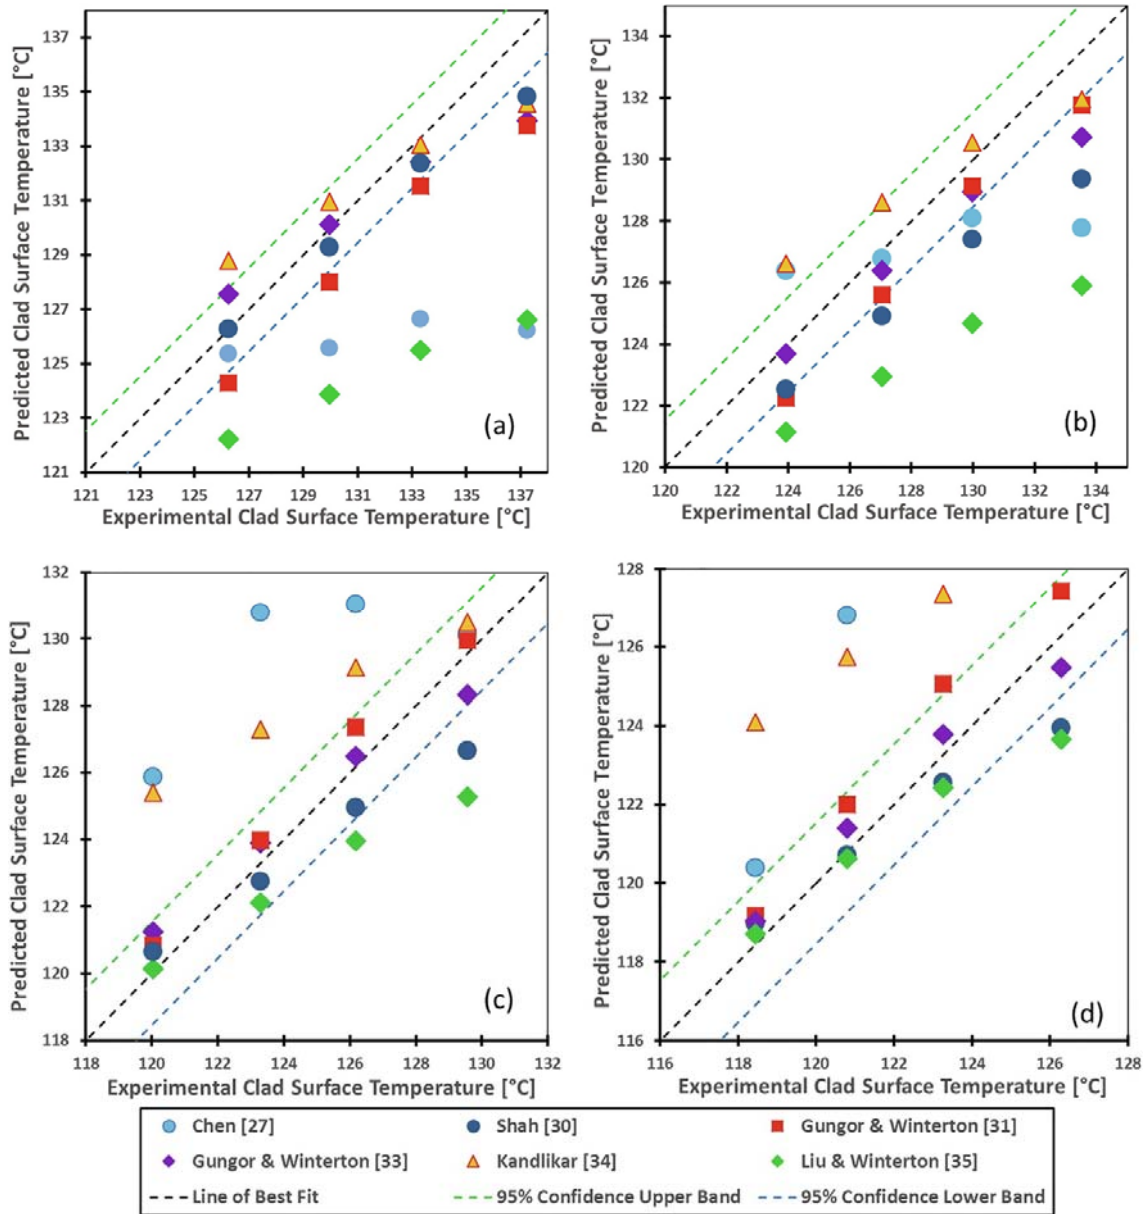 137
135
133
131
129
127
125
123
121
121 123 125 127 129 131 133 135 137
Predicted Clad Surface Temperature [°C]
Experimental Clad Surface Temperature [°C]
(a)
134
132
130
128
126
124
122
120
120 122 124 126 128 130 132 134
Predicted Clad Surface Temperature [°C]
Experimental Clad Surface Temperature [°C]
(b)
132
130
128
126
124
122
120
118
118 120 122 124 126 128 130 132
Predicted Clad Surface Temperature [°C]
Experimental Clad Surface Temperature [°C]
(c)
128
126
124
122
120
118
116
116 118 120 122 124 126 128
Predicted Clad Surface Temperature [°C]
Experimental Clad Surface Temperature [°C]
(d)
Chen [27] Shah [30] Gungor & Winterton [31]
Gungor & Winterton [33] Kandlikar [34] Liu & Winterton [35]
Line of Best Fit 95% Confidence Upper Band 95% Confidence Lower Band